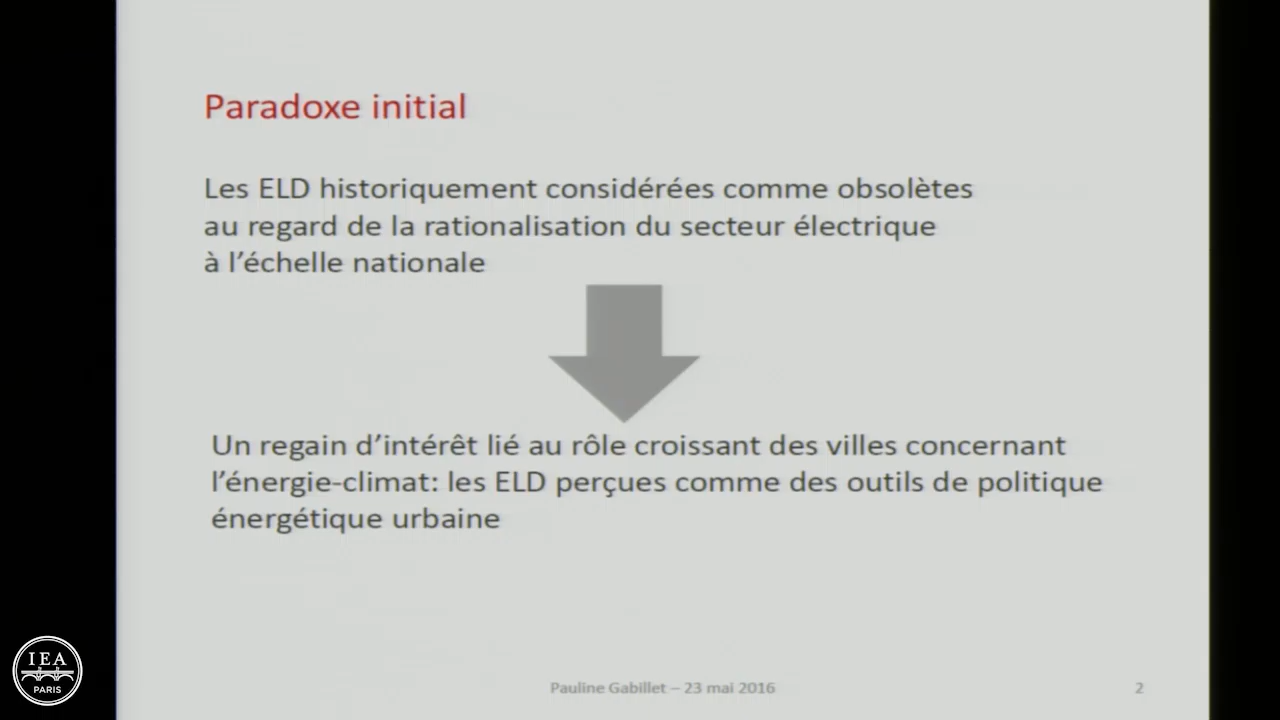 Paradoxe initial
Les ELD historiquement considérées comme obsolètes
au regard de la rationalisation du secteur électrique
à l'échelle nationale
Un regain d'intérêt lié au rôle croissant des villes concernant
l'énergie-climat: les ELD perçues comme des outils de politique
énergétique urbaine
Pauline Gabillet – 23 mai 2016
2
IEA
PARIS